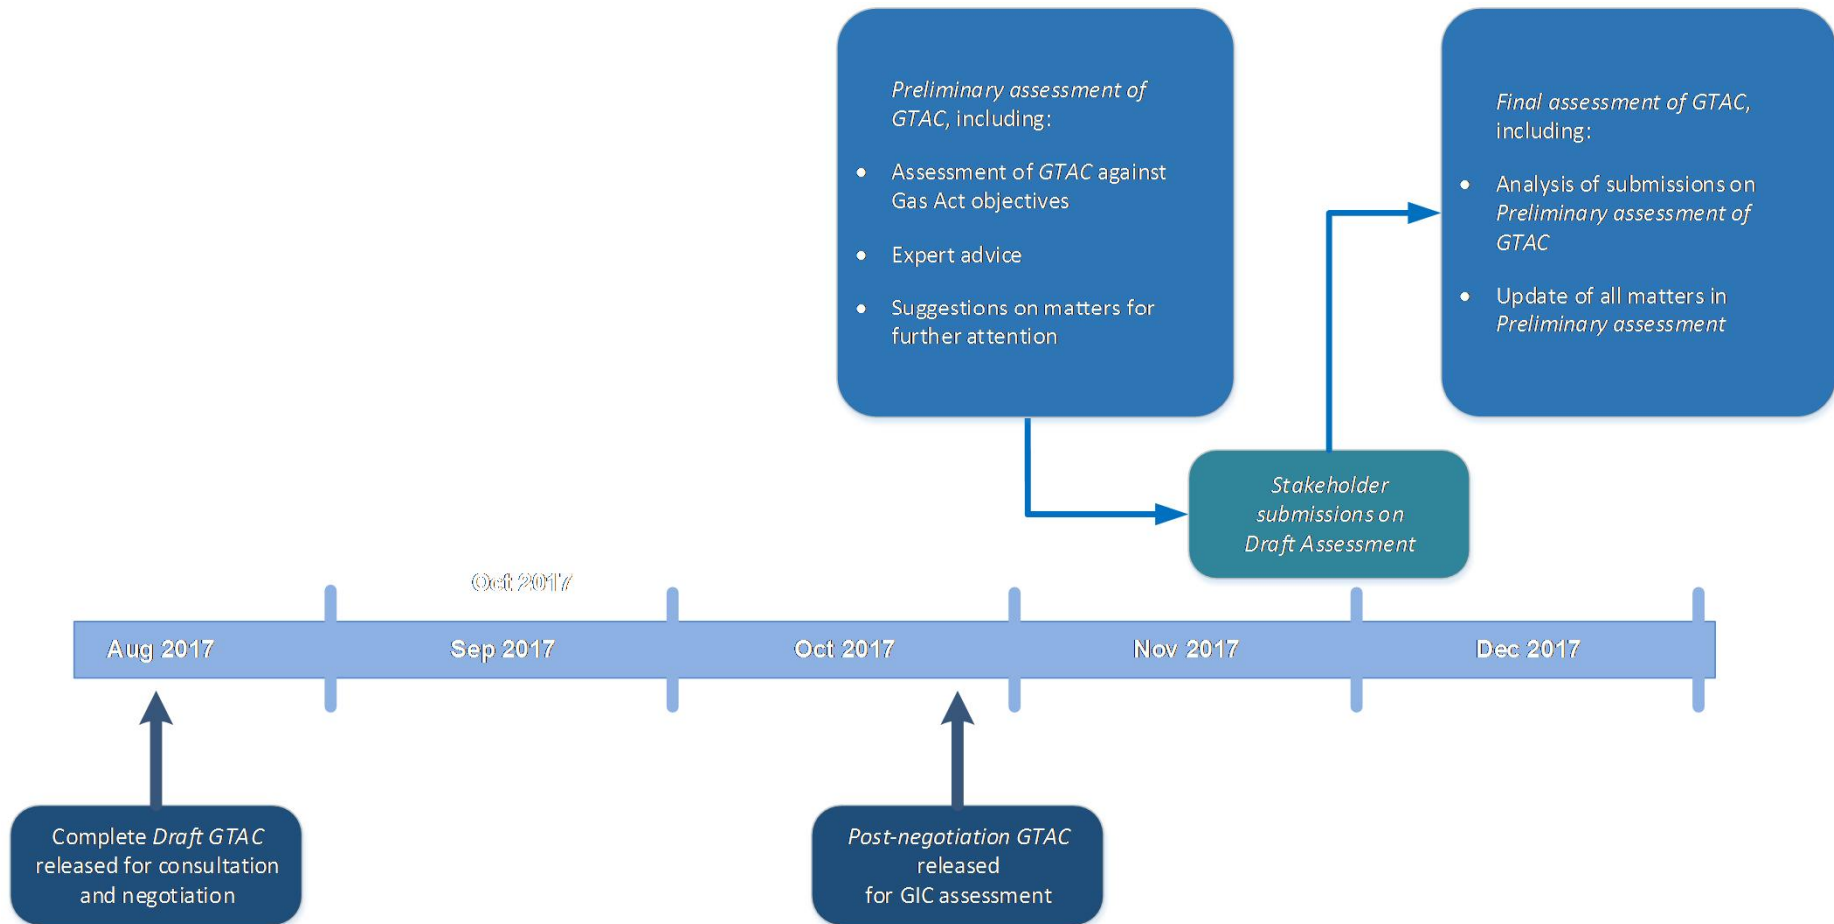 Preliminary assessment of
GTAC, including:
• Assessment of GTAC against
Gas Act objectives
• Expert advice
• Suggestions on matters for
further attention
Final assessment of GTAC,
including:
• Analysis of submissions on
Preliminary assessment of
GTAC
• Update of all matters in
Preliminary assessment
Stakeholder
submissions on
Draft Assessment
Oct 2017
Aug 2017
Sep 2017
Oct 2017
Nov 2017
Dec 2017
Complete Draft GTAC
released for consultation
and negotiation
Post-negotiation GTAC
released
for GIC assessment